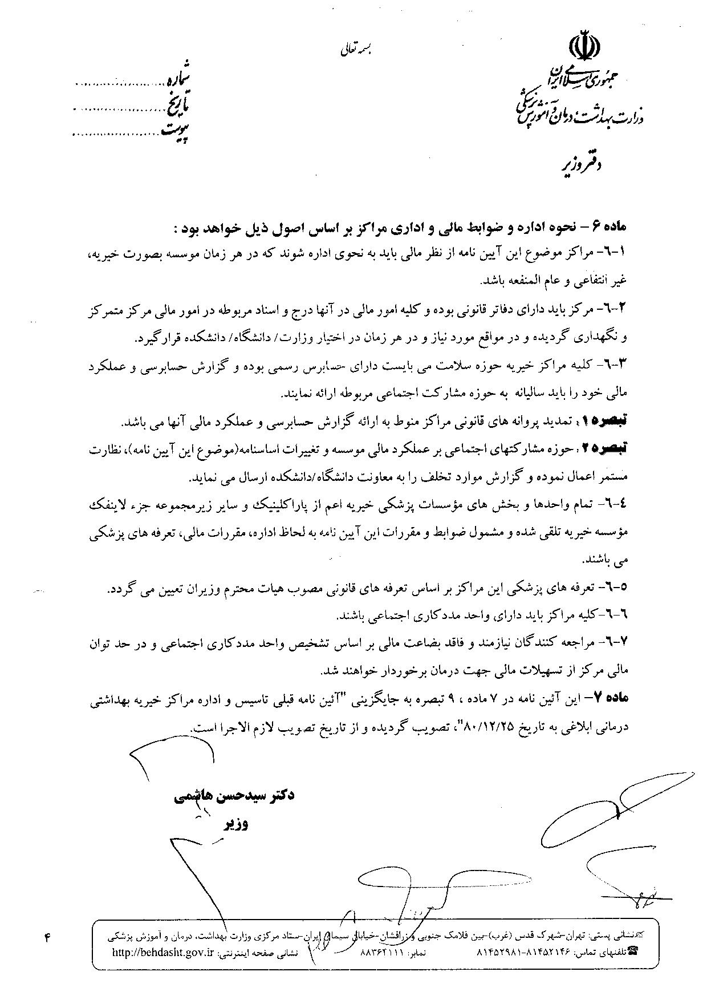 بسمه تعالی
جمهوری اسلامی ایران
وزارت بهداشت، درمان و آموزش پزشکی
دفتر وزیر
شماره ......................
تاریخ ......................
پیوست ......................
ماده ۶ – نحوه اداره و ضوابط مالی و اداری مراکز بر اساس اصول ذیل خواهد بود :
۶-۱- مراکز موضوع این آیین نامه از نظر مالی باید به نحوی اداره شوند که در هر زمان موسسه بصورت خیریه،
غیر انتفاعی و عام المنفعه باشد.
۶-۲- مرکز باید دارای دفاتر قانونی بوده و کلیه امور مالی در آنها درج و اسناد مربوطه در امور مالی مرکز متمرکز
و نگهداری گردیده و در مواقع مورد نیاز و در هر زمان در اختیار وزارت/ دانشگاه/ دانشکده قرارگیرد.
۶-۳- کلیه مراکز خیریه حوزه سلامت می بایست دارای حسابرس رسمی بوده و گزارش حسابرسی و عملکرد
مالی خود را باید سالیانه به حوزه مشارکت اجتماعی مربوطه ارائه نمایند.
تبصره ۱: تمدید پروانه های قانونی مراکز منوط به ارائه گزارش حسابرسی و عملکرد مالی آنها می باشد.
تبصره ۲: حوزه مشارکتهای اجتماعی بر عملکرد مالی موسسه و تغییرات اساسنامه(موضوع این آیین نامه)، نظارت
مستمر اعمال نموده و گزارش موارد تخلف را به معاونت دانشگاه/دانشکده ارسال می نماید.
۶-٤- تمام واحدها و بخش های مؤسسات پزشکی خیریه اعم از پاراکلینیک و سایر زیرمجموعه جزء لاینفک
مؤسسه خیریه تلقی شده و مشمول ضوابط و مقررات این آیین نامه به لحاظ اداره، مقررات مالی، تعرفه های پزشکی
می باشند.
۶-۵- تعرفه های پزشکی این مراکز بر اساس تعرفه های قانونی مصوب هیات محترم وزیران تعیین می گردد.
۶-۶-کلیه مراکز باید دارای واحد مددکاری اجتماعی باشند.
۶-۷- مراجعه کنندگان نیازمند و فاقد بضاعت مالی بر اساس تشخیص واحد مددکاری اجتماعی و در حد توان
مالی مرکز از تسهیلات مالی جهت درمان برخوردار خواهند شد.
ماده ۷– این آئین نامه در ۷ ماده ، ۹ تبصره به جایگزینی "آئین نامه قبلی تاسیس و اداره مراکز خیریه بهداشتی
درمانی ابلاغی به تاریخ ۸۰/۱۲/۲۵"، تصویب گردیده و از تاریخ تصویب لازم الاجرا است.
دکتر سیدحسن هاشمی
وزیر
نشانی پستی: تهران-شهرک قدس (غرب)-بین فلامک جنوبی و زرافشان-خیابان سیمای ایران-ستاد مرکزی وزارت بهداشت، درمان و آموزش پزشکی
تلفنهای تماس: ۸۱۴۵۲۱۴۶-۸۱۴۵۲۹۸۱ نمابر: ۸۸۳۶۴۱۱۱ نشانی صفحه اینترنتی: http://behdasht.gov.ir
۴